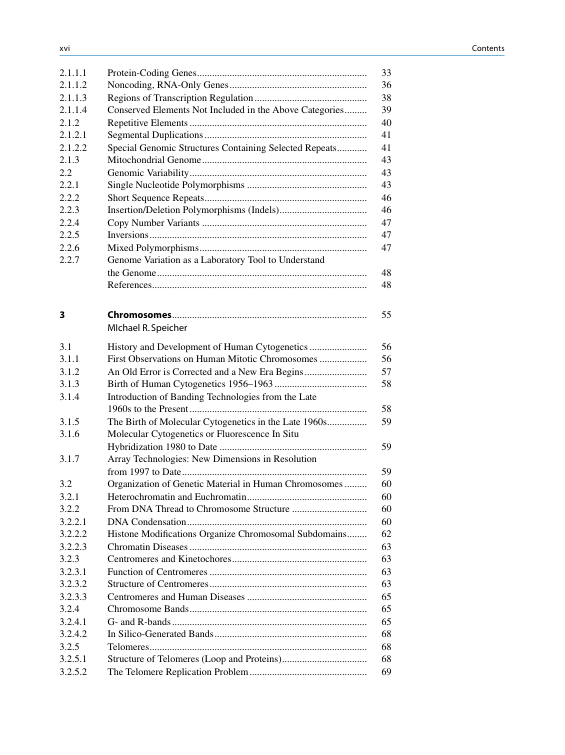 xvi Contents
2.1.1.1 Protein-Coding Genes 33
2.1.1.2 Noncoding, RNA-Only Genes 36
2.1.1.3 Regions of Transcription Regulation 38
2.1.1.4 Conserved Elements Not Included in the Above Categories 39
2.1.2 Repetitive Elements 40
2.1.2.1 Segmental Duplications 41
2.1.2.2 Special Genomic Structures Containing Selected Repeats 41
2.1.3 Mitochondrial Genome 43
2.2 Genomic Variability 43
2.2.1 Single Nucleotide Polymorphisms 43
2.2.2 Short Sequence Repeats 46
2.2.3 Insertion/Deletion Polymorphisms (Indels) 46
2.2.4 Copy Number Variants 47
2.2.5 Inversions 47
2.2.6 Mixed Polymorphisms 47
2.2.7 Genome Variation as a Laboratory Tool to Understand
the Genome 48
References 48
3 Chromosomes 55
MIchael R. Speicher
3.1 History and Development of Human Cytogenetics 56
3.1.1 First Observations on Human Mitotic Chromosomes 56
3.1.2 An Old Error is Corrected and a New Era Begins 57
3.1.3 Birth of Human Cytogenetics 1956–1963 58
3.1.4 Introduction of Banding Technologies from the Late
1960s to the Present 58
3.1.5 The Birth of Molecular Cytogenetics in the Late 1960s 59
3.1.6 Molecular Cytogenetics or Fluorescence In Situ
Hybridization 1980 to Date 59
3.1.7 Array Technologies: New Dimensions in Resolution
from 1997 to Date 59
3.2 Organization of Genetic Material in Human Chromosomes 60
3.2.1 Heterochromatin and Euchromatin 60
3.2.2 From DNA Thread to Chromosome Structure 60
3.2.2.1 DNA Condensation 60
3.2.2.2 Histone Modifications Organize Chromosomal Subdomains 62
3.2.2.3 Chromatin Diseases 63
3.2.3 Centromeres and Kinetochores 63
3.2.3.1 Function of Centromeres 63
3.2.3.2 Structure of Centromeres 63
3.2.3.3 Centromeres and Human Diseases 65
3.2.4 Chromosome Bands 65
3.2.4.1 G- and R-bands 65
3.2.4.2 In Silico-Generated Bands 68
3.2.5 Telomeres 68
3.2.5.1 Structure of Telomeres (Loop and Proteins) 68
3.2.5.2 The Telomere Replication Problem 69